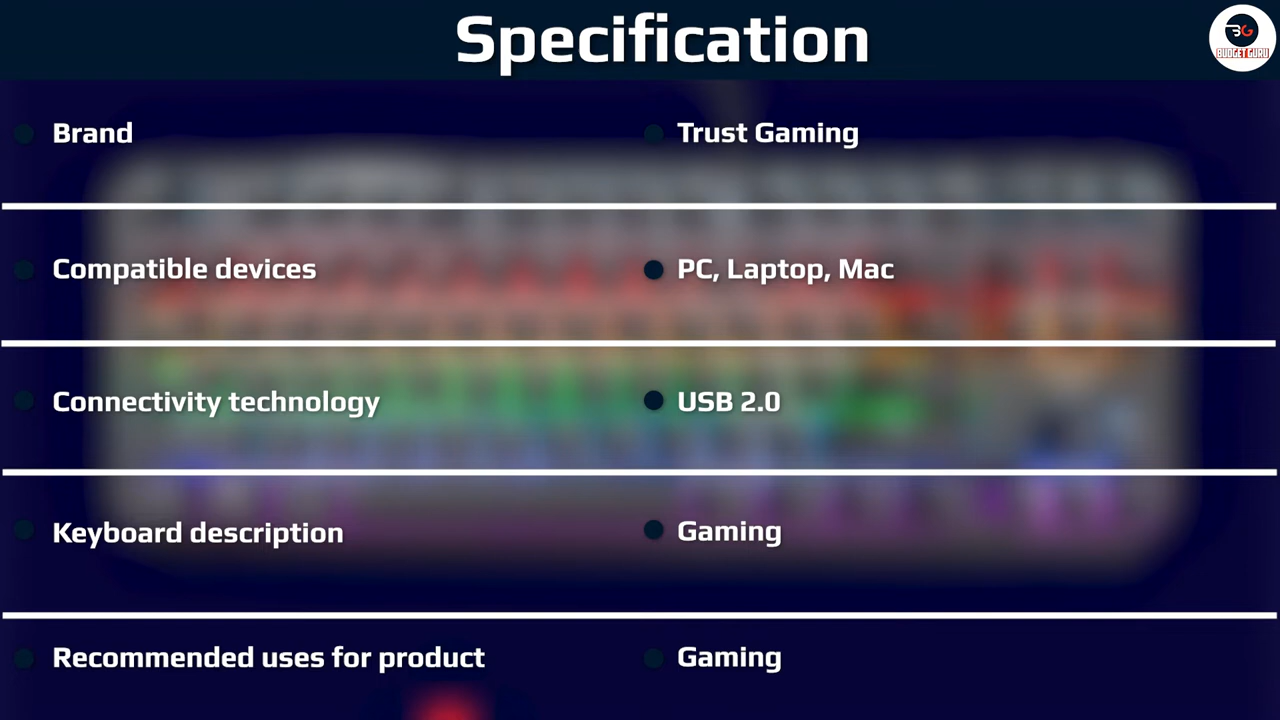 Specification
BG
BUDGET GURU
Brand
Trust Gaming
Compatible devices
PC, Laptop, Mac
Connectivity technology
USB 2.0
Keyboard description
Gaming
Recommended uses for product
Gaming